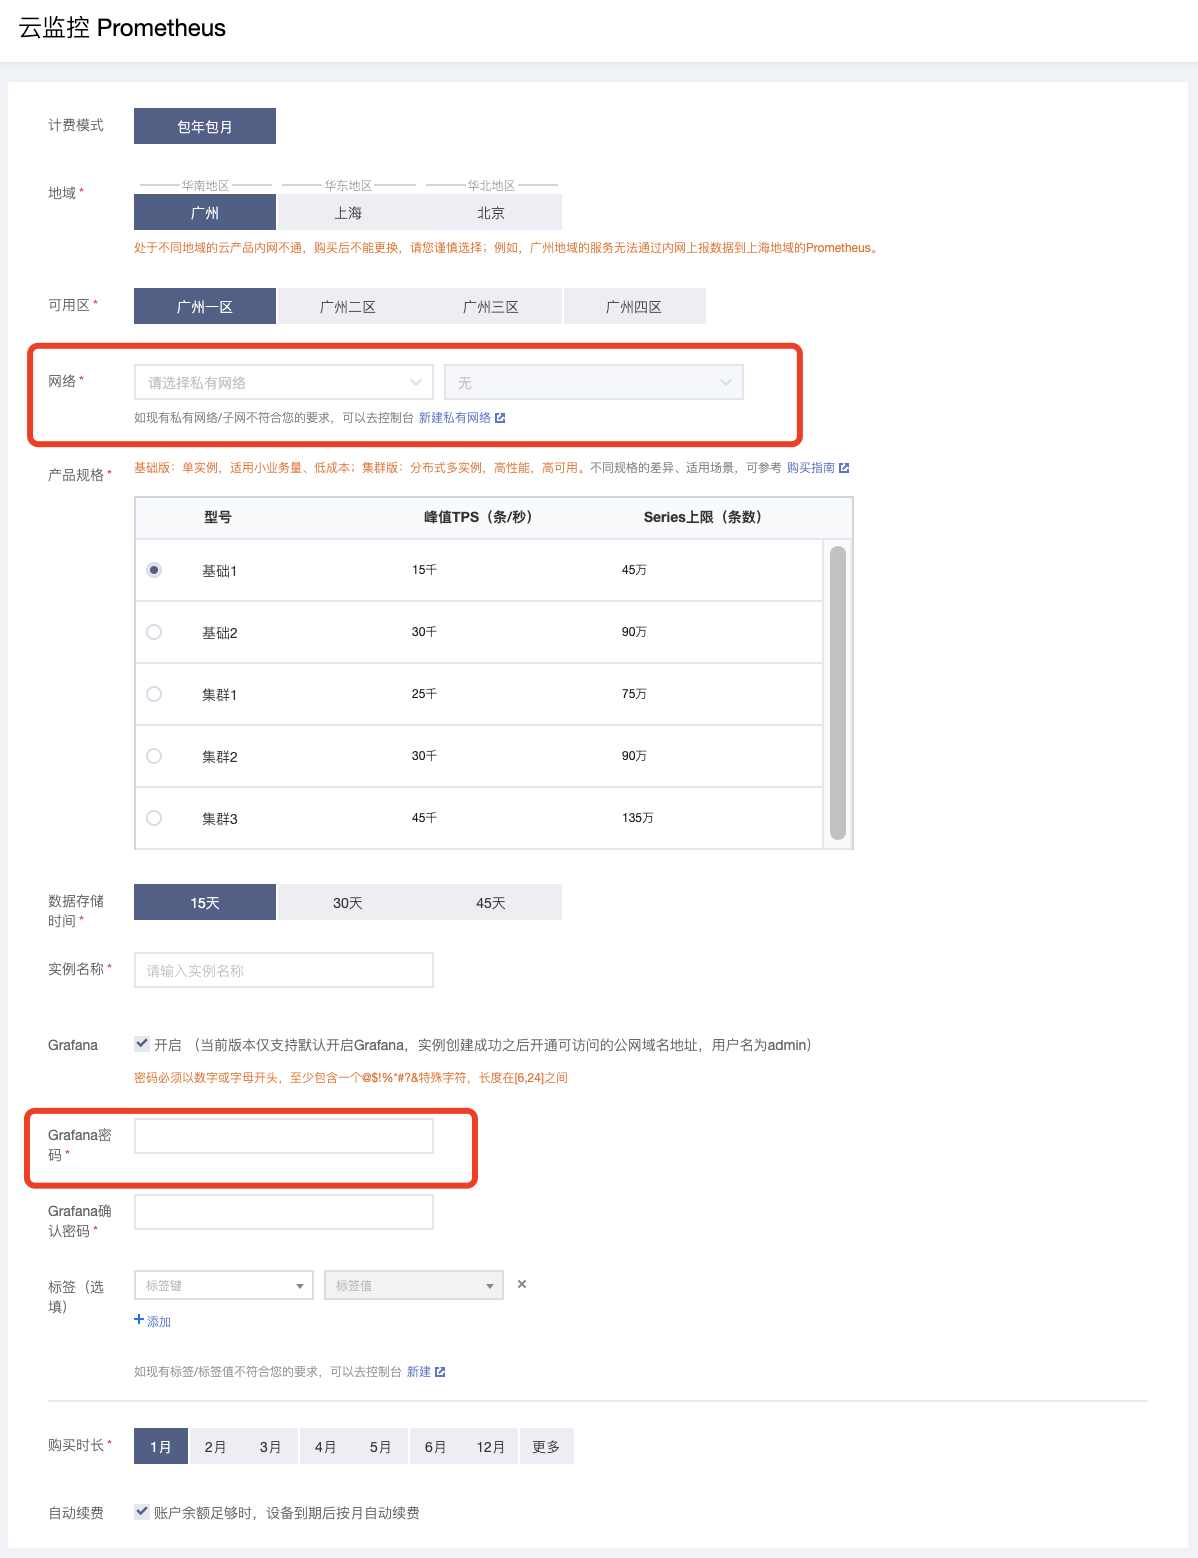 云监控 Prometheus
计费模式 包年包月
华南地区 华东地区 华北地区
地域 * 广州 上海 北京
处于不同地域的云产品内网不通，购买后不能更换，请您谨慎选择；例如，广州地域的服务无法通过内网上报数据到上海地域的Prometheus。
可用区 * 广州一区 广州二区 广州三区 广州四区
网络 * 请选择私有网络 无
如现有私有网络/子网不符合您的要求，可以去控制台 新建私有网络
产品规格 * 基础版：单实例，适用小业务量、低成本；集群版：分布式多实例，高性能，高可用。不同规格的差异、适用场景，可参考 购买指南
型号 峰值TPS（条/秒） Series上限（条数）
基础1 15千 45万
基础2 30千 90万
集群1 25千 75万
集群2 30千 90万
集群3 45千 135万
数据存储
时间 * 15天 30天 45天
实例名称 * 请输入实例名称
Grafana 开启 （当前版本仅支持默认开启Grafana，实例创建成功之后开通可访问的公网域名地址，用户名为admin）
密码必须以数字或字母开头，至少包含一个@$!%*#?&特殊字符，长度在[6,24]之间
Grafana密
码 *
Grafana确
认密码 *
标签（选
填） 标签键 标签值 ×
+ 添加
如现有标签/标签值不符合您的要求，可以去控制台 新建
购买时长 * 1月 2月 3月 4月 5月 6月 12月 更多
自动续费 账户余额足够时，设备到期后按月自动续费